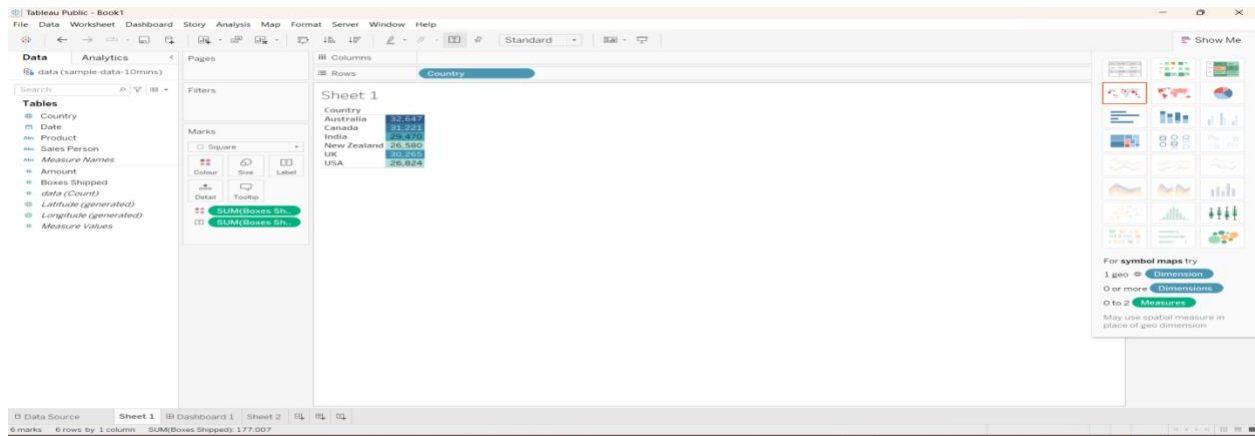 Tableau Public - Book1
File Data Worksheet Dashboard Story Analysis Map Format Server Window Help
Standard
Show Me
Data Analytics
data (sample-data-10mins)
Search
Tables
Country
Date
Abc Product
Abc Sales Person
Abc Measure Names
# Amount
# Boxes Shipped
# data (Count)
Latitude (generated)
Longitude (generated)
# Measure Values
Pages
Filters
Marks
Square
Colour Size Label
Detail Tooltip
SUM(Boxes Sh..
SUM(Boxes Sh..
Columns
Rows Country
Sheet 1
Country
Australia 32,647
Canada 31,221
India 29,470
New Zealand 26,580
UK 30,265
USA 26,824
For symbol maps try
1 geo Dimension
0 or more Dimensions
0 to 2 Measures
May use spatial measure in
place of geo dimension
Data Source Sheet 1 Dashboard 1 Sheet 2
6 marks 6 rows by 1 column SUM(Boxes Shipped): 177,007